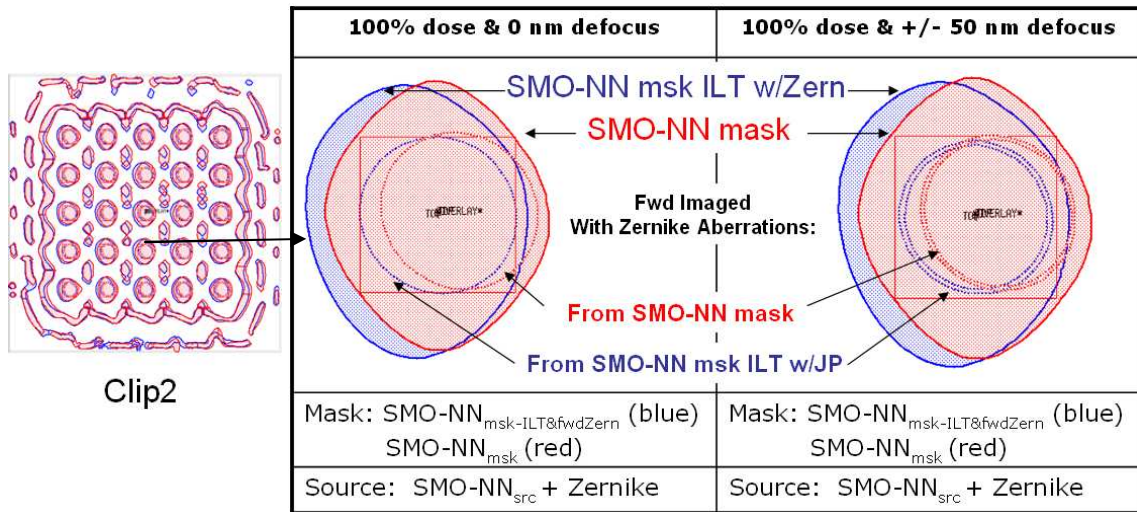 100% dose & 0 nm defocus
100% dose & +/- 50 nm defocus
SMO-NN msk ILT w/Zern
SMO-NN mask
Fwd Imaged
With Zernike Aberrations:
From SMO-NN mask
From SMO-NN msk ILT w/JP
Clip2
Mask: SMO-NNmsk-ILT&fwdZern (blue)
SMO-NNmsk (red)
Mask: SMO-NNmsk-ILT&fwdZern (blue)
SMO-NNmsk (red)
Source: SMO-NNsrc + Zernike
Source: SMO-NNsrc + Zernike